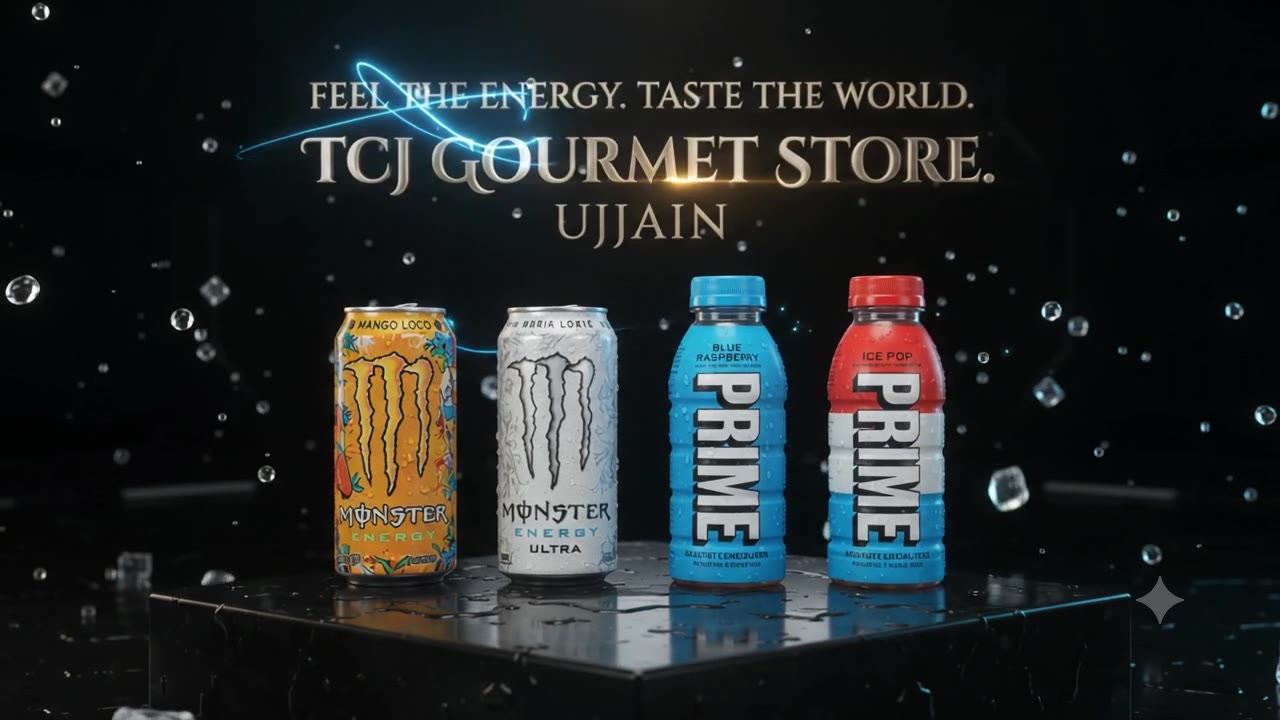 FEEL THE ENERGY. TASTE THE WORLD.
TCJ GOURMET STORE.
UJJAIN
MANGO LOCO
MONSTER
ENERGY
MONSTER
ENERGY
ULTRA
BLUE
RASPBERRY
PRIME
ICE POP
PRIME